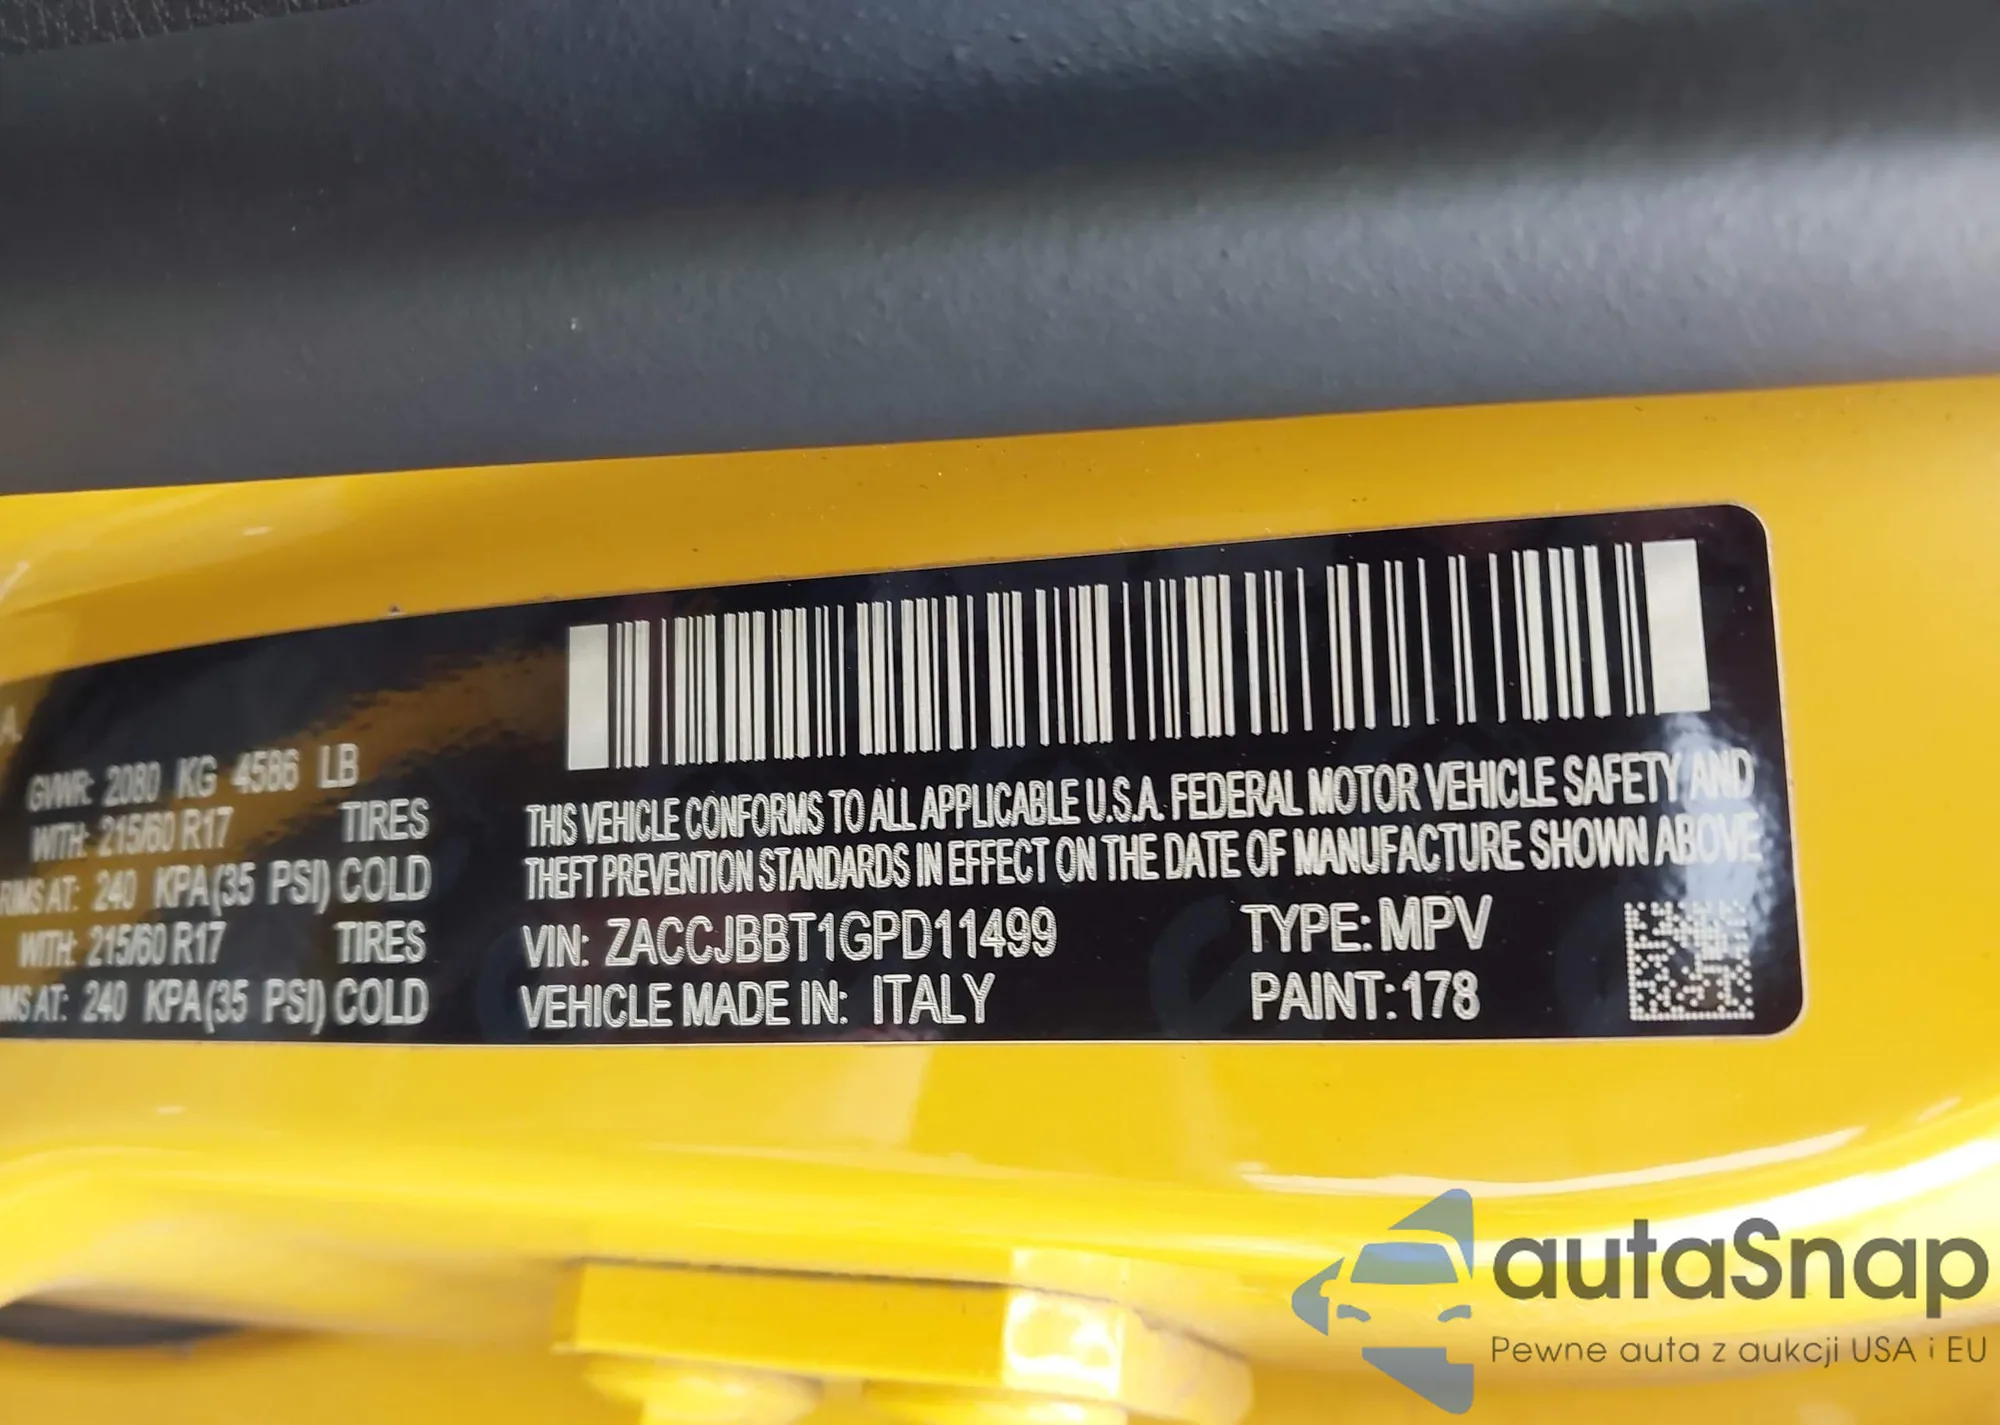 A.
GVWR: 2080 KG 4586 LB
WITH: 215/60 R17 TIRES
RIMS AT: 240 KPA(35 PSI) COLD
WITH: 215/60 R17 TIRES
IMS AT: 240 KPA(35 PSI) COLD
THIS VEHICLE CONFORMS TO ALL APPLICABLE U.S.A. FEDERAL MOTOR VEHICLE SAFETY AND
THEFT PREVENTION STANDARDS IN EFFECT ON THE DATE OF MANUFACTURE SHOWN ABOVE
VIN: ZACCJBBT1GPD11499 TYPE: MPV
VEHICLE MADE IN: ITALY PAINT: 178
autaSnap
Pewne auta z aukcji USA i EU